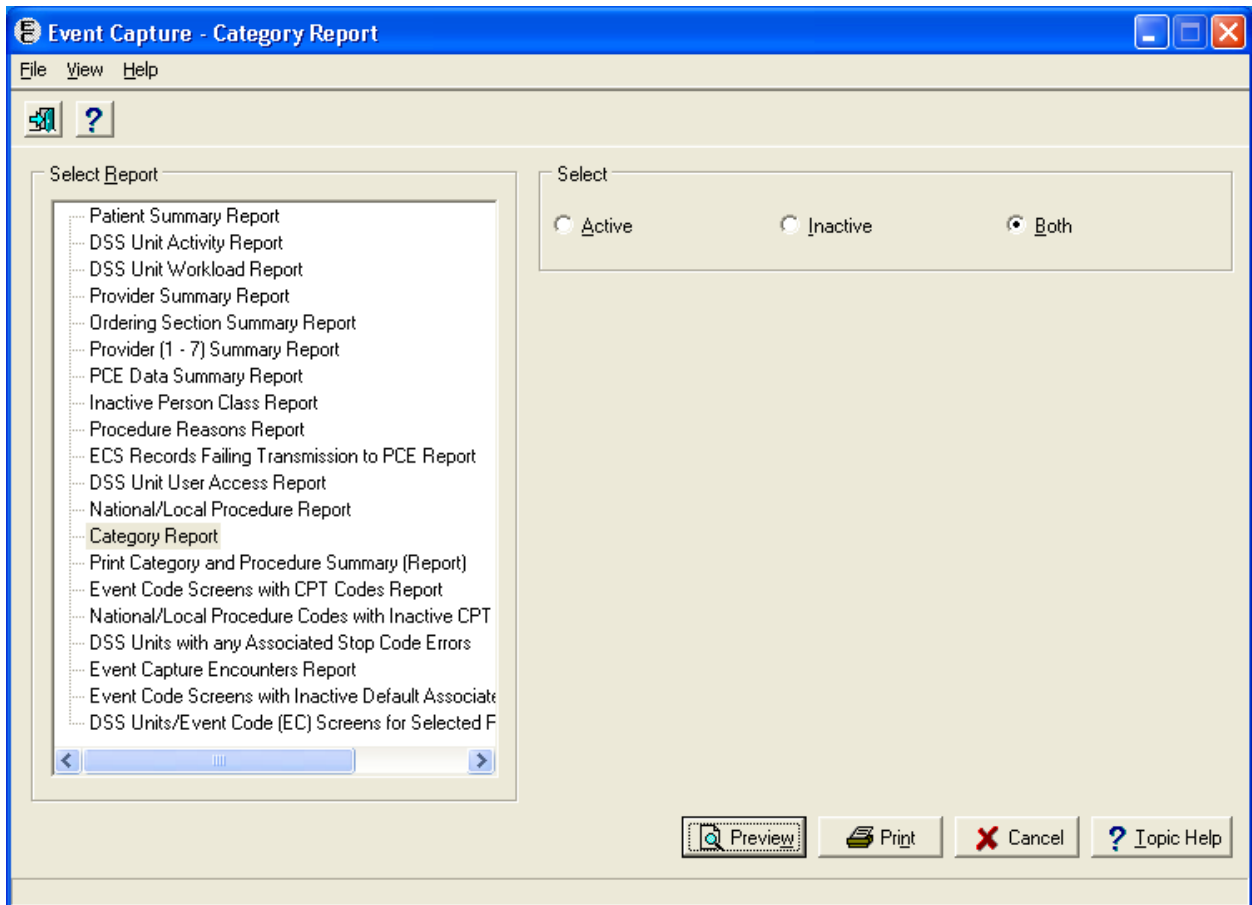 Event Capture - Category Report
File View Help
?
Select Report
Patient Summary Report
DSS Unit Activity Report
DSS Unit Workload Report
Provider Summary Report
Ordering Section Summary Report
Provider (1 - 7) Summary Report
PCE Data Summary Report
Inactive Person Class Report
Procedure Reasons Report
ECS Records Failing Transmission to PCE Report
DSS Unit User Access Report
National/Local Procedure Report
Category Report
Print Category and Procedure Summary (Report)
Event Code Screens with CPT Codes Report
National/Local Procedure Codes with Inactive CPT
DSS Units with any Associated Stop Code Errors
Event Capture Encounters Report
Event Code Screens with Inactive Default Associate
DSS Units/Event Code (EC) Screens for Selected F
Select
Active Inactive Both
Preview Print Cancel ? Topic Help